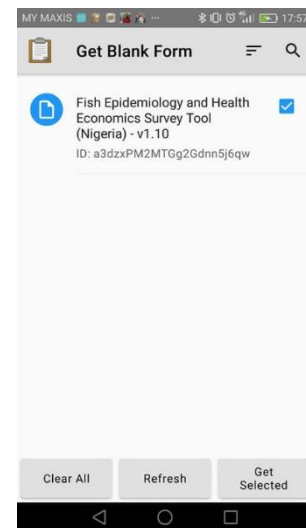 MY MAXIS ... 17:57
Get Blank Form
Fish Epidemiology and Health
Economics Survey Tool
(Nigeria) - v1.10
ID: a3dzxPM2MTGg2Gdnn5j6qw
Clear All
Refresh
Get
Selected